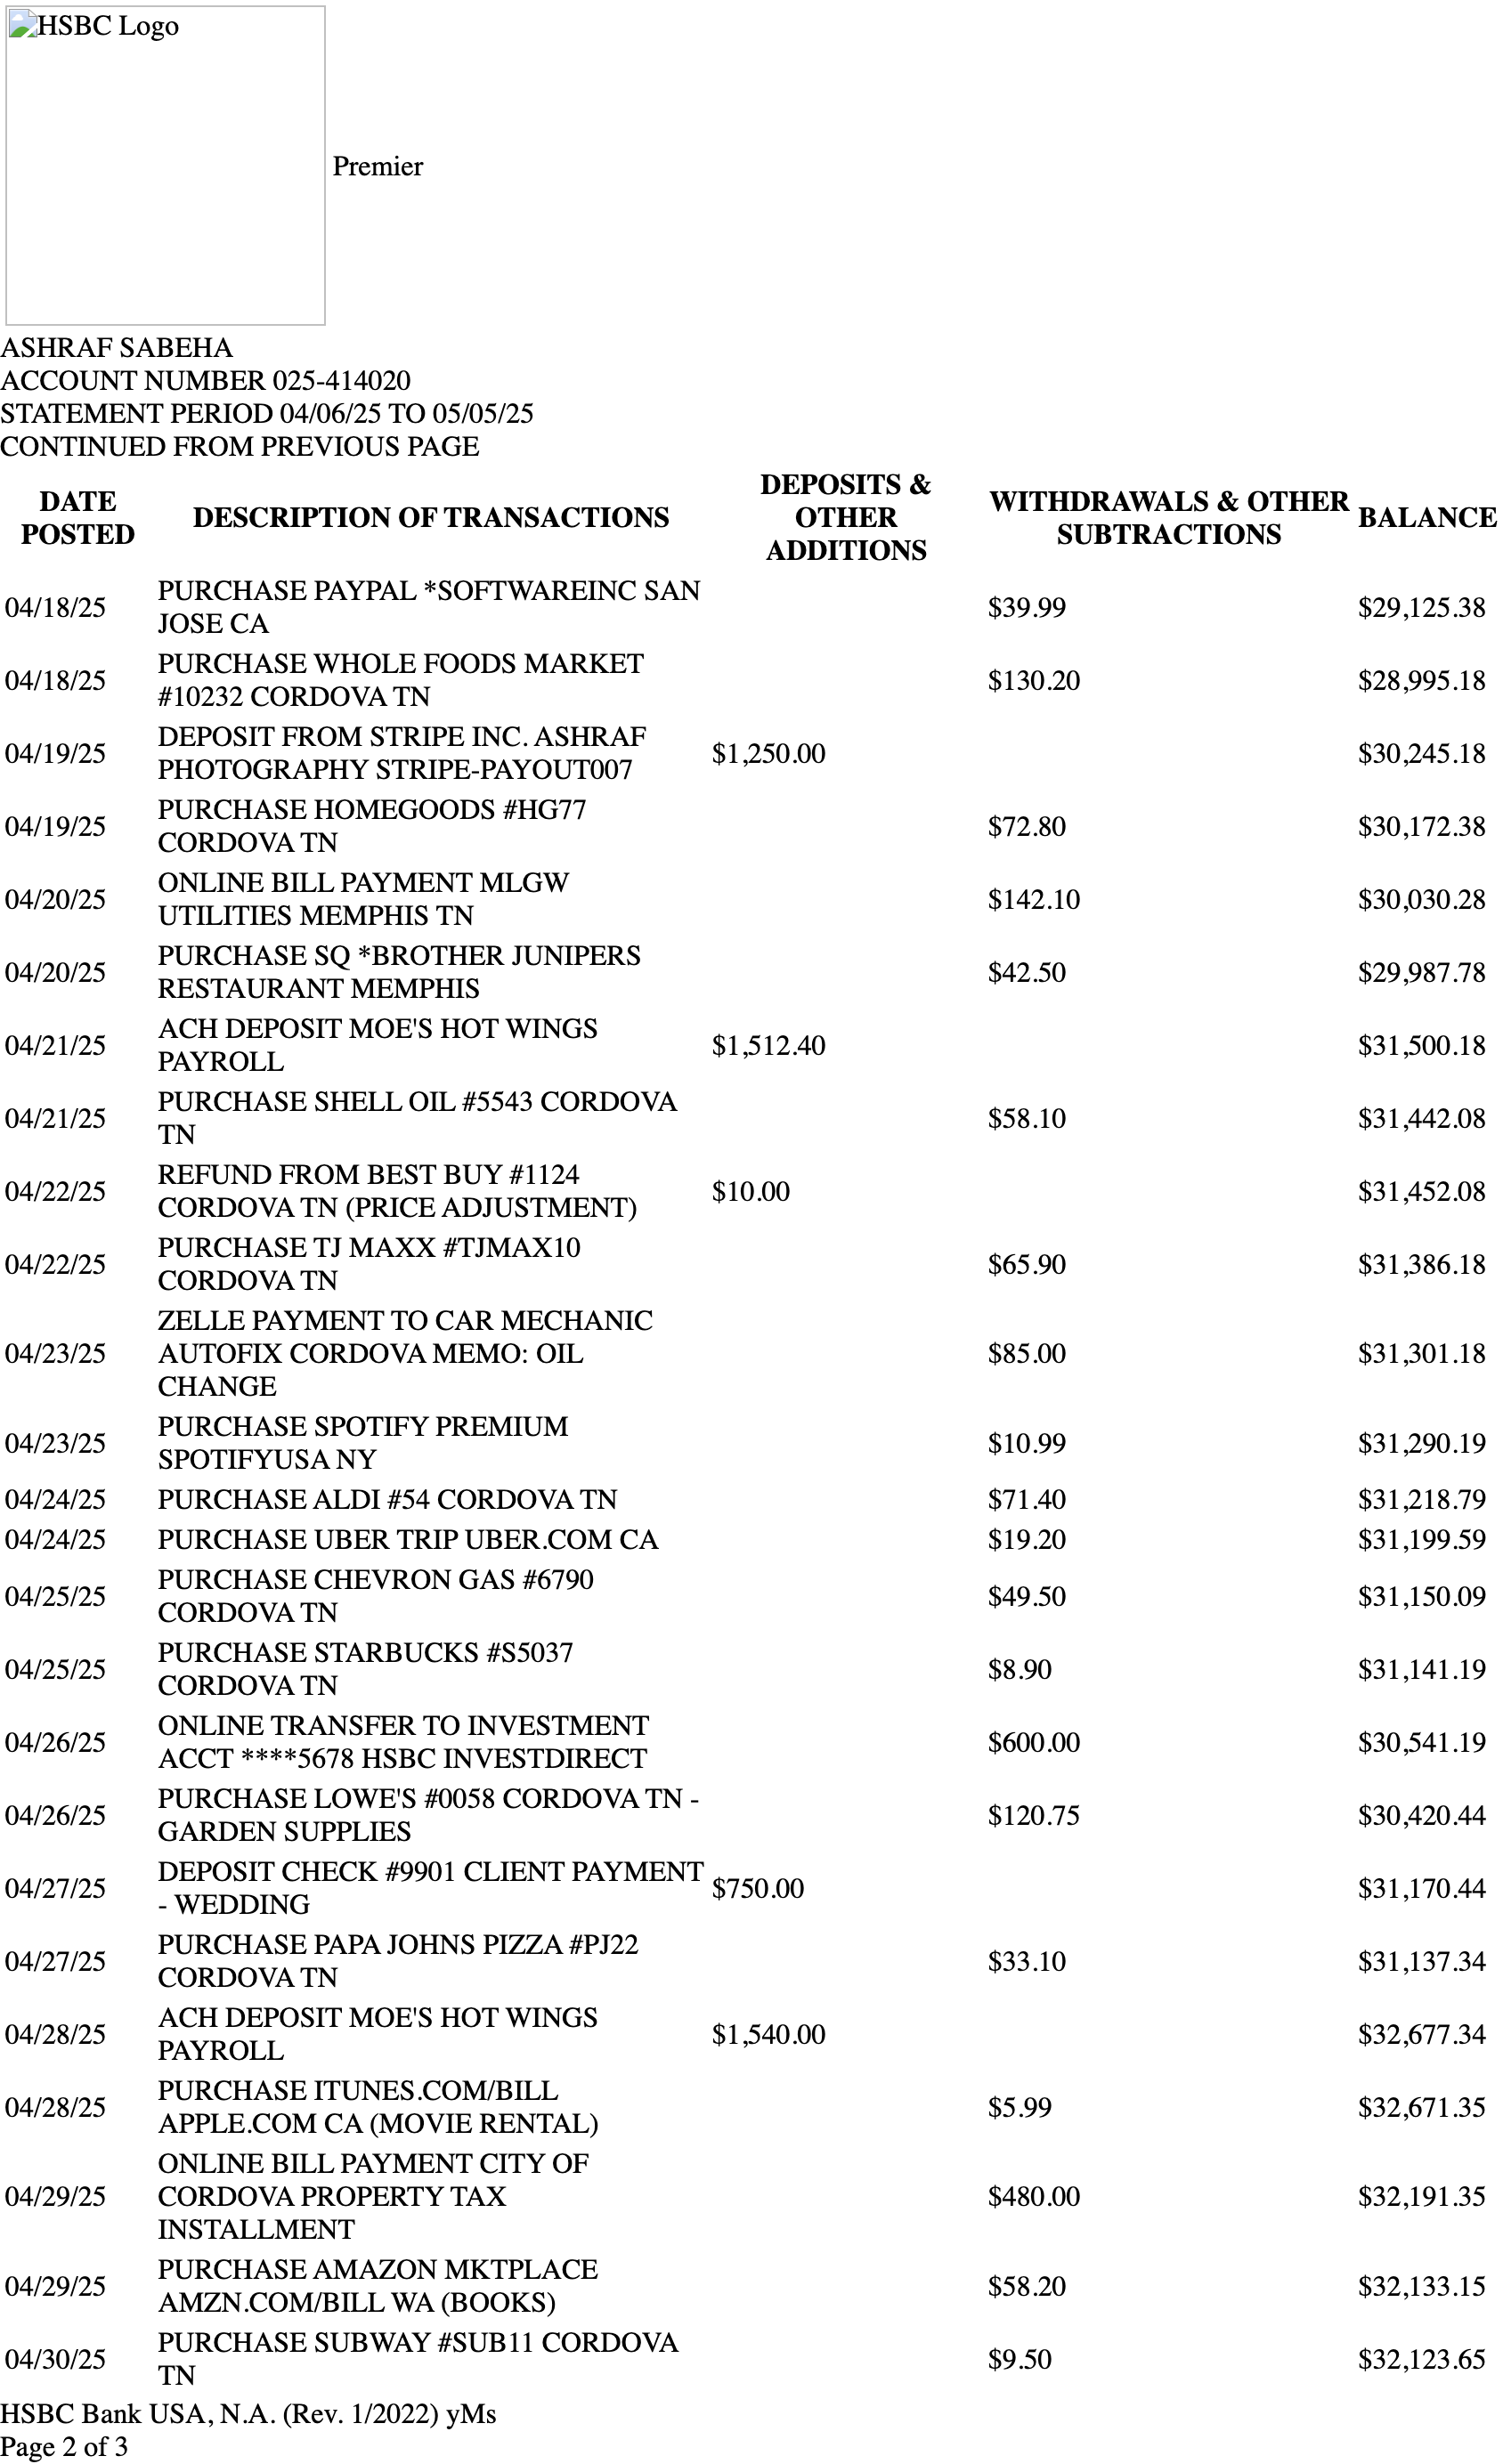 HSBC Logo
Premier
ASHRAF SABEHA
ACCOUNT NUMBER 025-414020
STATEMENT PERIOD 04/06/25 TO 05/05/25
CONTINUED FROM PREVIOUS PAGE
DATE POSTED DESCRIPTION OF TRANSACTIONS DEPOSITS & OTHER ADDITIONS WITHDRAWALS & OTHER SUBTRACTIONS BALANCE
04/18/25 PURCHASE PAYPAL *SOFTWAREINC SAN JOSE CA $39.99 $29,125.38
04/18/25 PURCHASE WHOLE FOODS MARKET #10232 CORDOVA TN $130.20 $28,995.18
04/19/25 DEPOSIT FROM STRIPE INC. ASHRAF PHOTOGRAPHY STRIPE-PAYOUT007 $1,250.00 $30,245.18
04/19/25 PURCHASE HOMEGOODS #HG77 CORDOVA TN $72.80 $30,172.38
04/20/25 ONLINE BILL PAYMENT MLGW UTILITIES MEMPHIS TN $142.10 $30,030.28
04/20/25 PURCHASE SQ *BROTHER JUNIPERS RESTAURANT MEMPHIS $42.50 $29,987.78
04/21/25 ACH DEPOSIT MOE'S HOT WINGS PAYROLL $1,512.40 $31,500.18
04/21/25 PURCHASE SHELL OIL #5543 CORDOVA TN $58.10 $31,442.08
04/22/25 REFUND FROM BEST BUY #1124 CORDOVA TN (PRICE ADJUSTMENT) $10.00 $31,452.08
04/22/25 PURCHASE TJ MAXX #TJMAX10 CORDOVA TN $65.90 $31,386.18
04/23/25 ZELLE PAYMENT TO CAR MECHANIC AUTOFIX CORDOVA MEMO: OIL CHANGE $85.00 $31,301.18
04/23/25 PURCHASE SPOTIFY PREMIUM SPOTIFYUSA NY $10.99 $31,290.19
04/24/25 PURCHASE ALDI #54 CORDOVA TN $71.40 $31,218.79
04/24/25 PURCHASE UBER TRIP UBER.COM CA $19.20 $31,199.59
04/25/25 PURCHASE CHEVRON GAS #6790 CORDOVA TN $49.50 $31,150.09
04/25/25 PURCHASE STARBUCKS #S5037 CORDOVA TN $8.90 $31,141.19
04/26/25 ONLINE TRANSFER TO INVESTMENT ACCT ****5678 HSBC INVESTDIRECT $600.00 $30,541.19
04/26/25 PURCHASE LOWE'S #0058 CORDOVA TN - GARDEN SUPPLIES $120.75 $30,420.44
04/27/25 DEPOSIT CHECK #9901 CLIENT PAYMENT - WEDDING $750.00 $31,170.44
04/27/25 PURCHASE PAPA JOHNS PIZZA #PJ22 CORDOVA TN $33.10 $31,137.34
04/28/25 ACH DEPOSIT MOE'S HOT WINGS PAYROLL $1,540.00 $32,677.34
04/28/25 PURCHASE ITUNES.COM/BILL APPLE.COM CA (MOVIE RENTAL) $5.99 $32,671.35
04/29/25 ONLINE BILL PAYMENT CITY OF CORDOVA PROPERTY TAX INSTALLMENT $480.00 $32,191.35
04/29/25 PURCHASE AMAZON MKTPLACE AMZN.COM/BILL WA (BOOKS) $58.20 $32,133.15
04/30/25 PURCHASE SUBWAY #SUB11 CORDOVA TN $9.50 $32,123.65
HSBC Bank USA, N.A. (Rev. 1/2022) yMs
Page 2 of 3